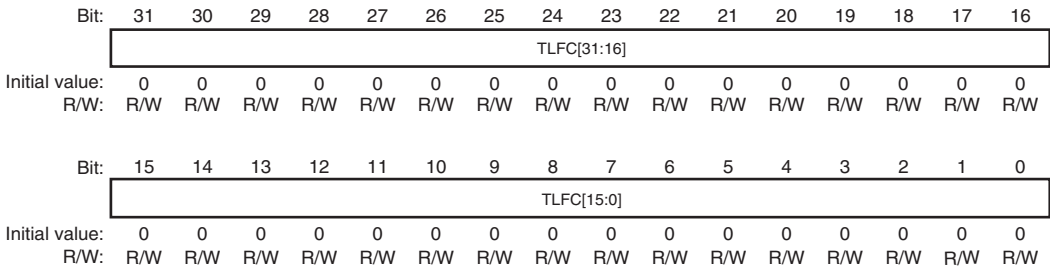 Bit: 31 30 29 28 27 26 25 24 23 22 21 20 19 18 17 16
TLFC[31:16]
Initial value: 0 0 0 0 0 0 0 0 0 0 0 0 0 0 0 0
R/W: R/W R/W R/W R/W R/W R/W R/W R/W R/W R/W R/W R/W R/W R/W R/W R/W
Bit: 15 14 13 12 11 10 9 8 7 6 5 4 3 2 1 0
TLFC[15:0]
Initial value: 0 0 0 0 0 0 0 0 0 0 0 0 0 0 0 0
R/W: R/W R/W R/W R/W R/W R/W R/W R/W R/W R/W R/W R/W R/W R/W R/W R/W